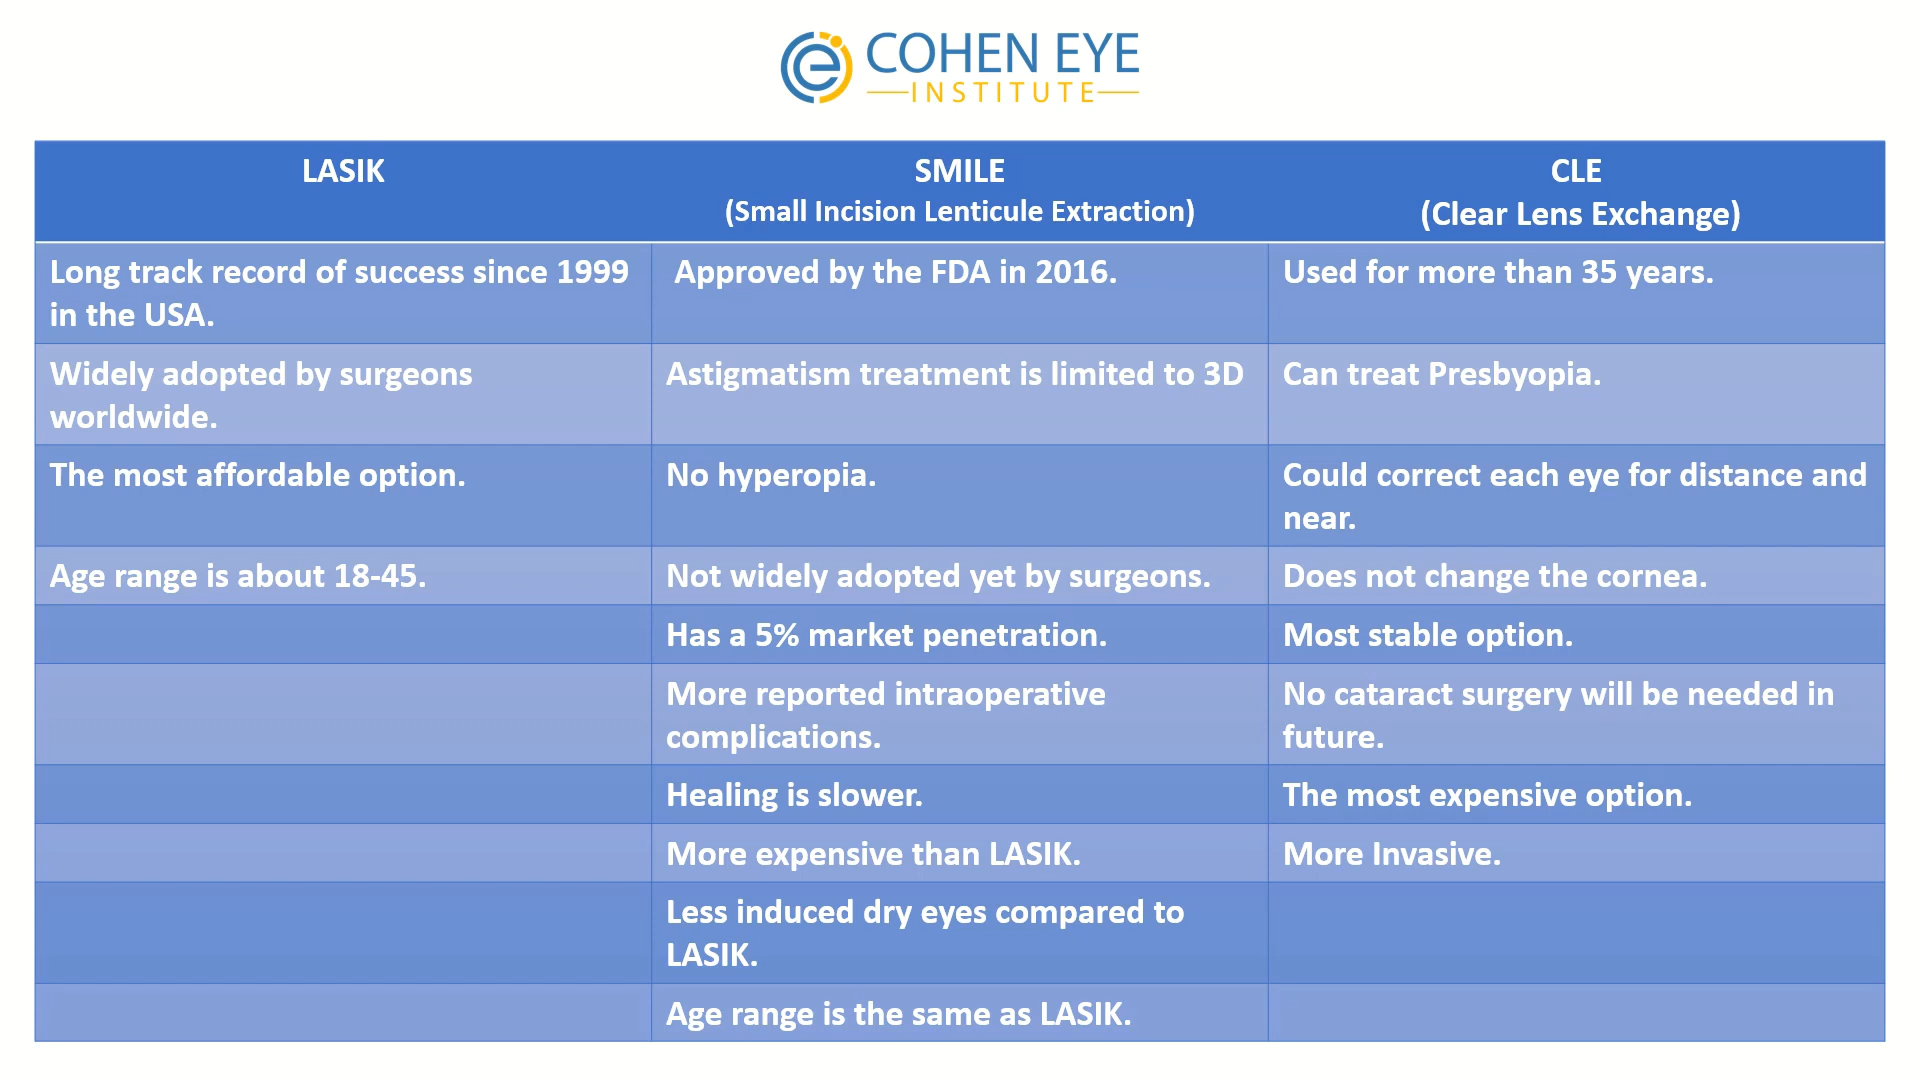 COHEN EYE
INSTITUTE
LASIK
SMILE
(Small Incision Lenticule Extraction)
CLE
(Clear Lens Exchange)
Long track record of success since 1999
in the USA.
Approved by the FDA in 2016.
Used for more than 35 years.
Widely adopted by surgeons
worldwide.
Astigmatism treatment is limited to 3D
Can treat Presbyopia.
The most affordable option.
No hyperopia.
Could correct each eye for distance and
near.
Age range is about 18-45.
Not widely adopted yet by surgeons.
Does not change the cornea.
Has a 5% market penetration.
Most stable option.
More reported intraoperative
complications.
No cataract surgery will be needed in
future.
Healing is slower.
The most expensive option.
More expensive than LASIK.
More Invasive.
Less induced dry eyes compared to
LASIK.
Age range is the same as LASIK.